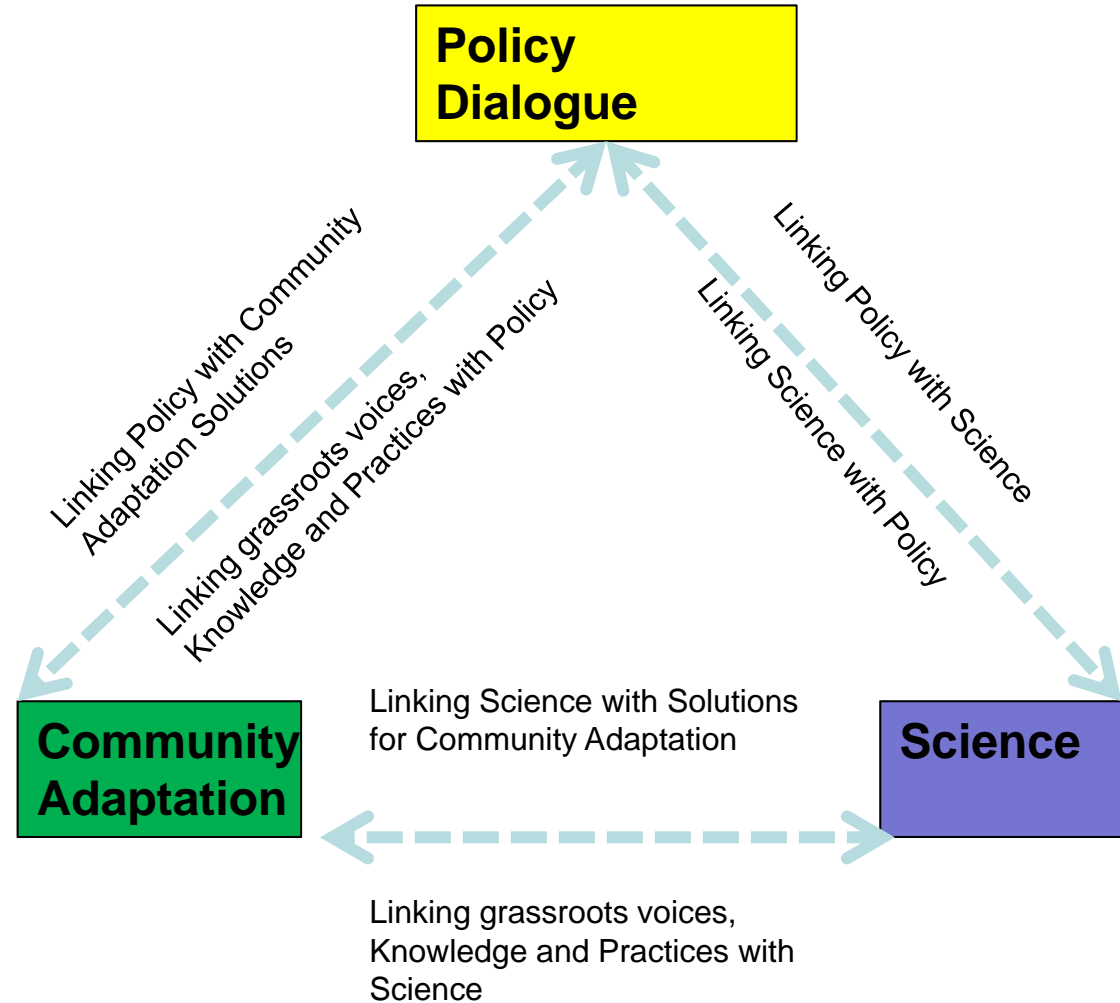 Policy
Dialogue
Linking Policy with Community
Adaptation Solutions
Linking grassroots voices,
Knowledge and Practices with Policy
Linking Policy with Science
Linking Science with Policy
Community
Adaptation
Linking Science with Solutions
for Community Adaptation
Science
Linking grassroots voices,
Knowledge and Practices with
Science